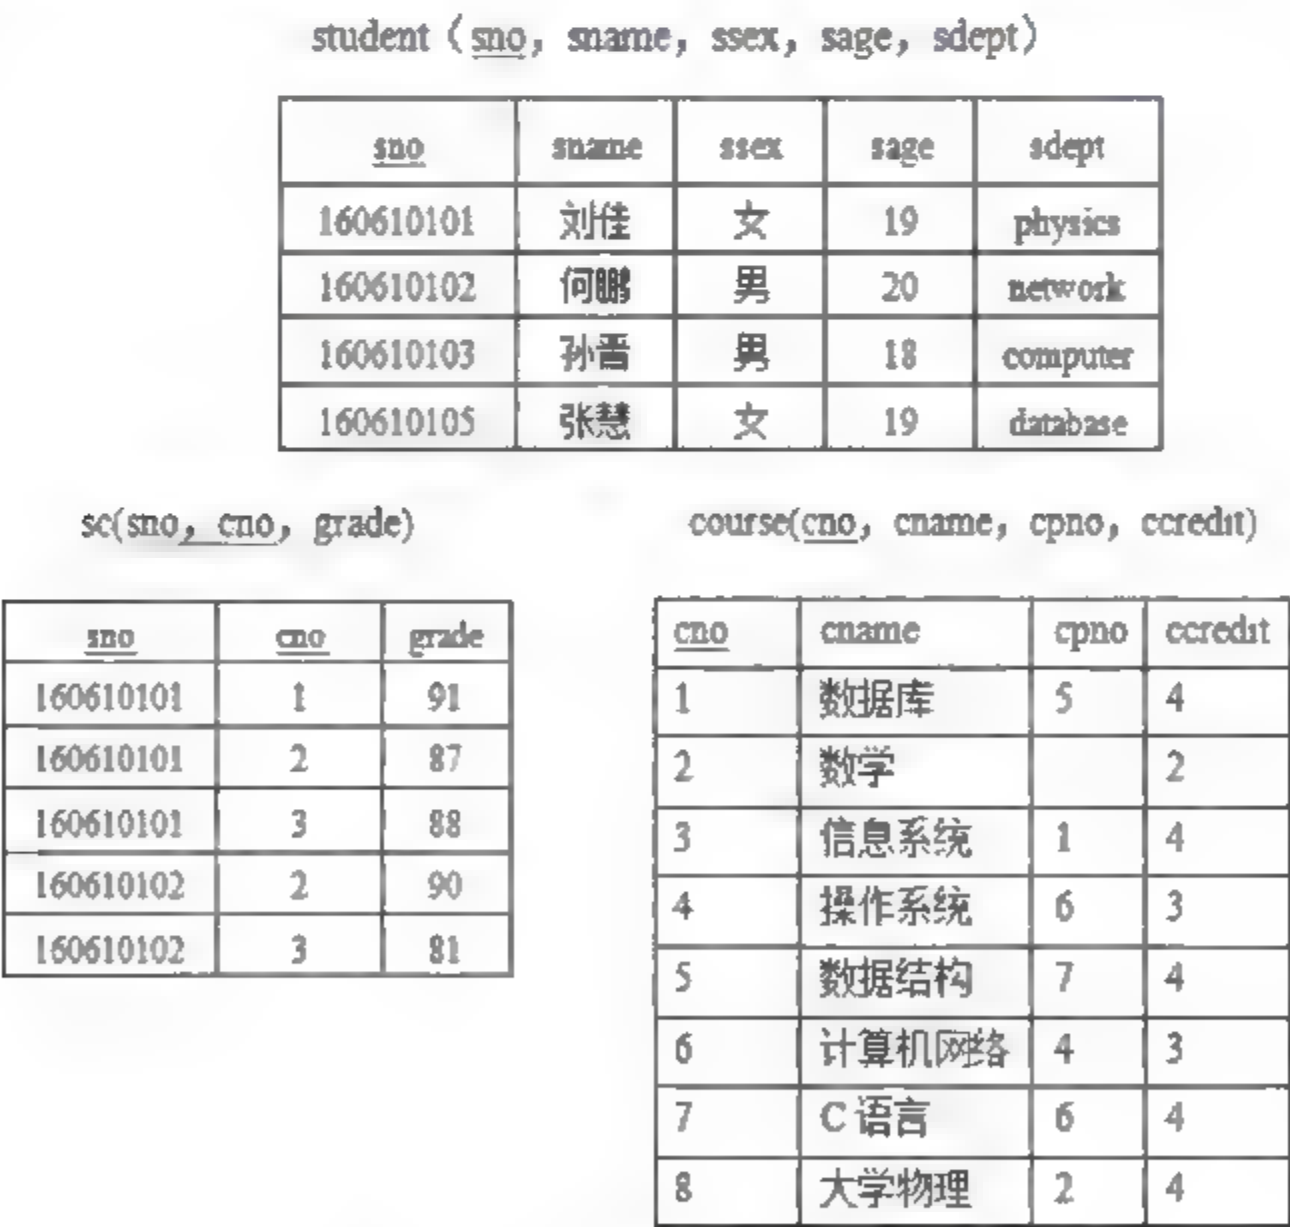 student（sno，sname，ssex，sage，sdept）
sno sname ssex sage sdept
160610101 刘佳 女 19 physics
160610102 何鹏 男 20 network
160610103 孙晋 男 18 computer
160610105 张慧 女 19 database
sc(sno，cno，grade)
sno cno grade
160610101 1 91
160610101 2 87
160610101 3 88
160610102 2 90
160610102 3 81
course(cno，cname，cpno，ccredit)
cno cname cpno ccredit
1 数据库 5 4
2 数学 2
3 信息系统 1 4
4 操作系统 6 3
5 数据结构 7 4
6 计算机网络 4 3
7 C 语言 6 4
8 大学物理 2 4